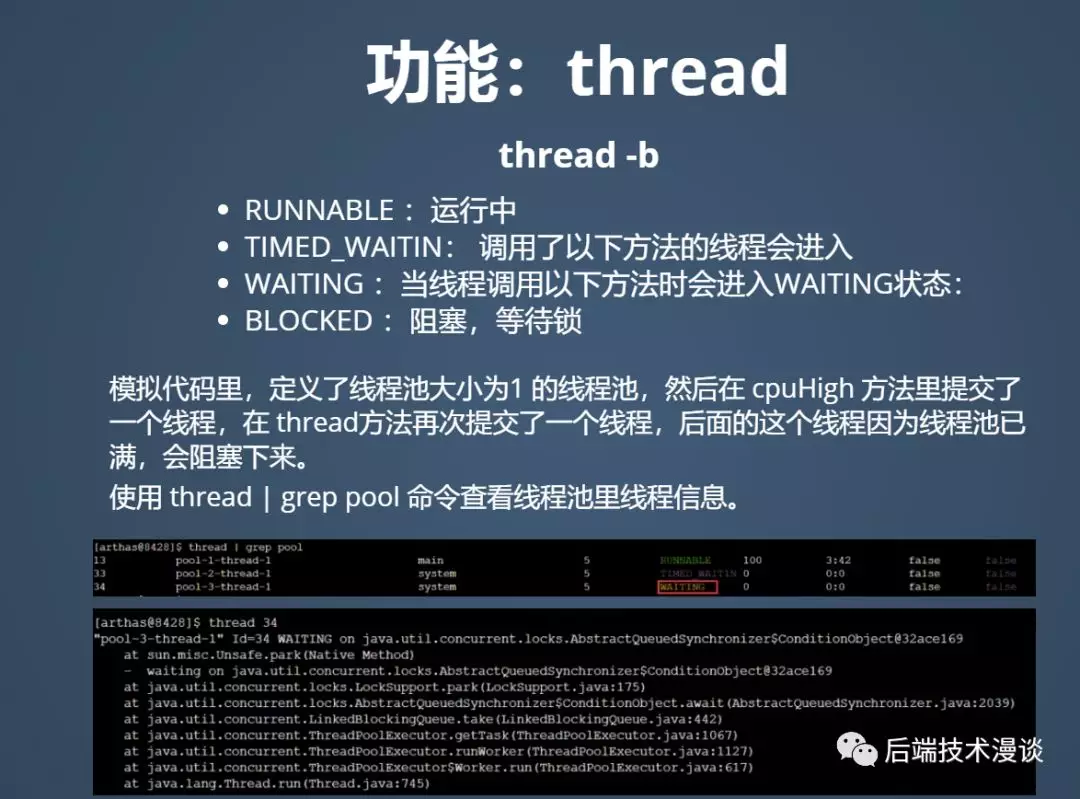 功能：thread
thread -b
• RUNNABLE ： 运行中
• TIMED_WAITIN： 调用了以下方法的线程会进入
• WAITING ： 当线程调用以下方法时会进入WAITING状态：
• BLOCKED ： 阻塞，等待锁
模拟代码里，定义了线程池大小为1 的线程池，然后在 cpuHigh 方法里提交了
一个线程，在 thread方法再次提交了一个线程，后面的这个线程因为线程池已
满，会阻塞下来。
使用 thread | grep pool 命令查看线程池里线程信息。
[arthas@8428]$ thread | grep pool
13 pool-1-thread-1 main 5 RUNNABLE 100 3:42 false false
33 pool-2-thread-1 system 5 TIMED_WAITIN 0 0:0 false false
34 pool-3-thread-1 system 5 WAITING 0 0:0 false false
[arthas@8428]$ thread 34
"pool-3-thread-1" Id=34 WAITING on java.util.concurrent.locks.AbstractQueuedSynchronizer$ConditionObject@32ace169
at sun.misc.Unsafe.park(Native Method)
- waiting on java.util.concurrent.locks.AbstractQueuedSynchronizer$ConditionObject@32ace169
at java.util.concurrent.locks.LockSupport.park(LockSupport.java:175)
at java.util.concurrent.locks.AbstractQueuedSynchronizer$ConditionObject.await(AbstractQueuedSynchronizer.java:2039)
at java.util.concurrent.LinkedBlockingQueue.take(LinkedBlockingQueue.java:442)
at java.util.concurrent.ThreadPoolExecutor.getTask(ThreadPoolExecutor.java:1067)
at java.util.concurrent.ThreadPoolExecutor.runWorker(ThreadPoolExecutor.java:1127)
at java.util.concurrent.ThreadPoolExecutor$Worker.run(ThreadPoolExecutor.java:617)
at java.lang.Thread.run(Thread.java:745)
后端技术漫谈